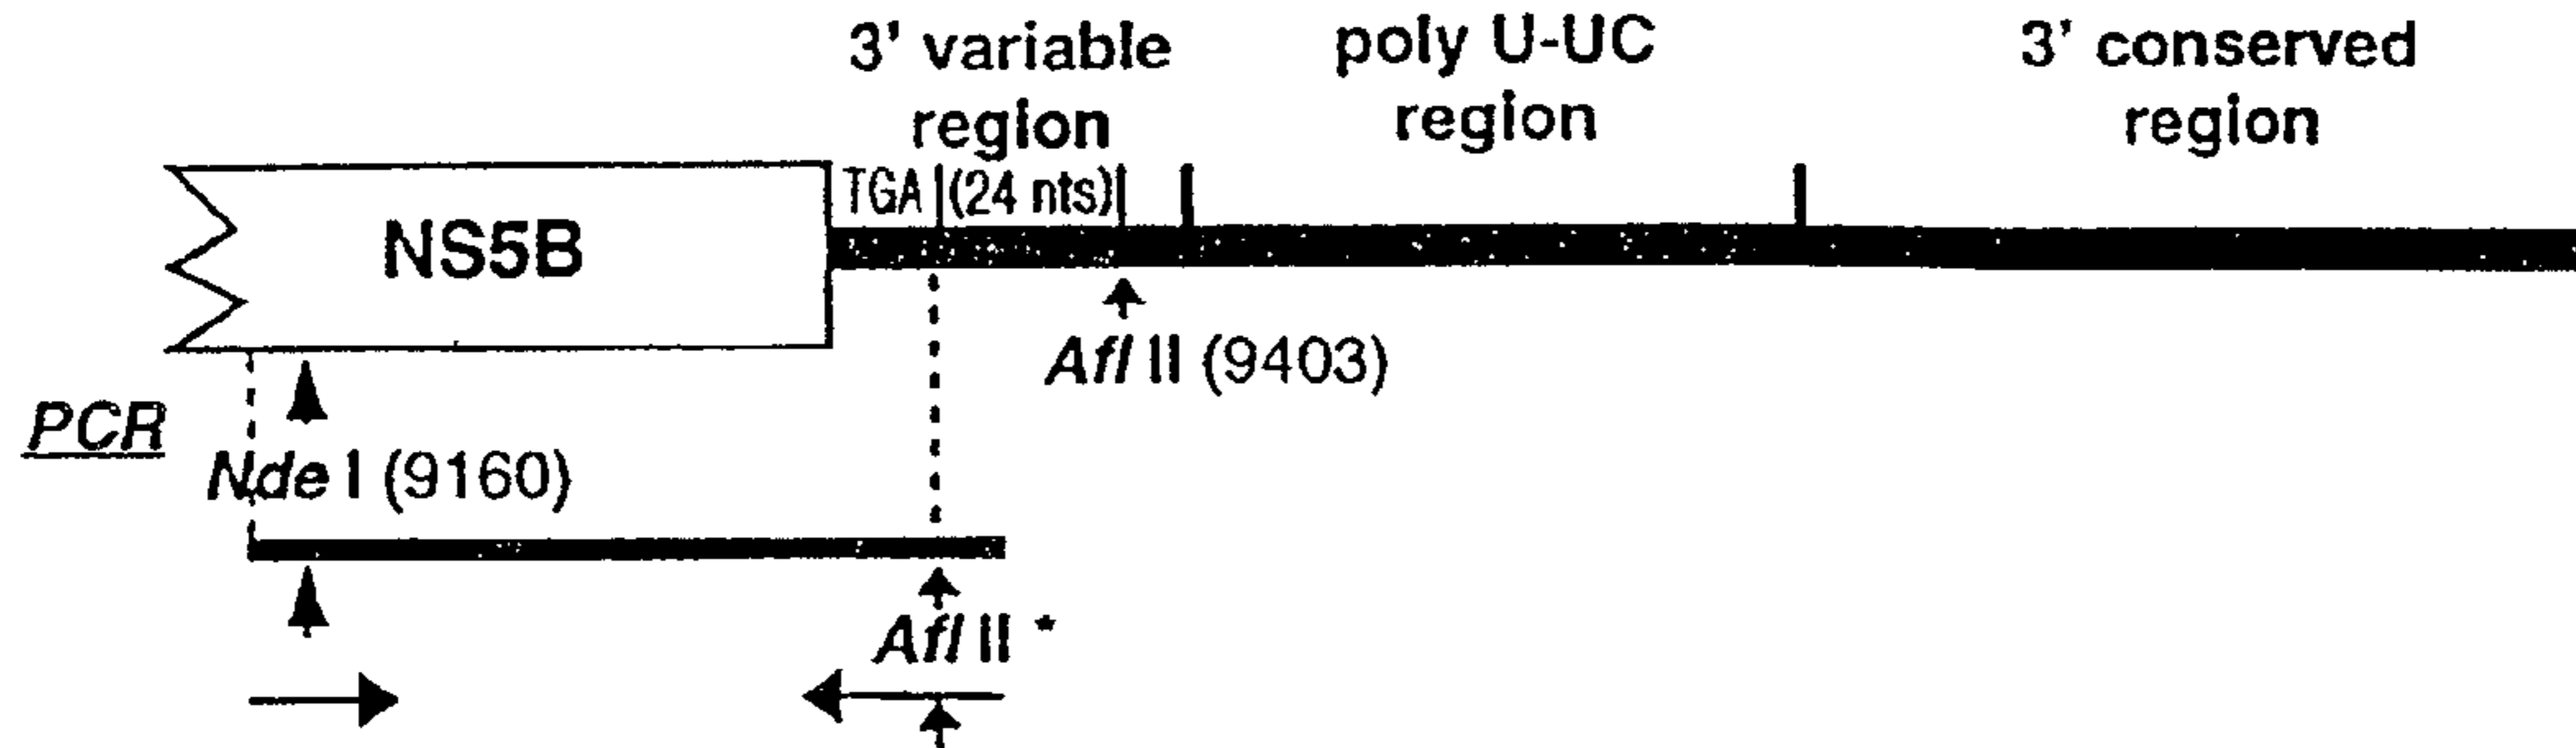 3' variable
region
poly U-UC
region
3' conserved
region
TGA (24 nts)
NS5B
Afl II (9403)
PCR
Nde I (9160)
Afl II *